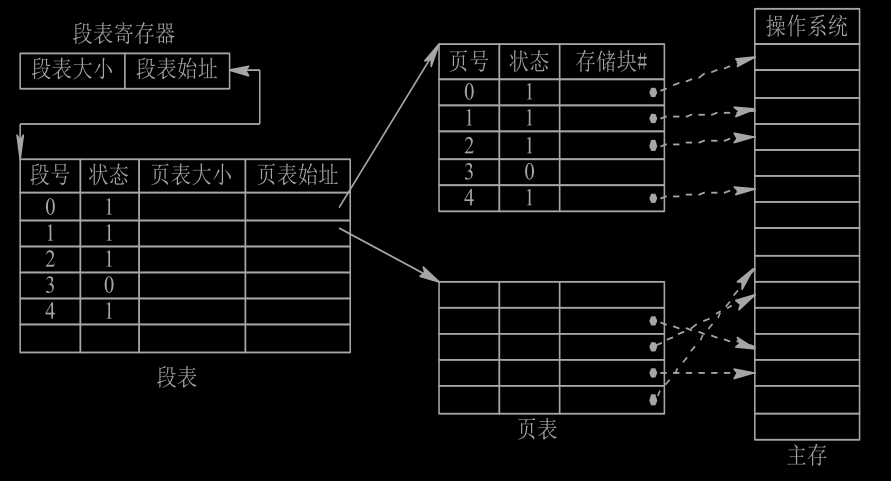 段表寄存器
段表大小 段表始址
段号 状态 页表大小 页表始址
0 1
1 1
2 1
3 0
4 1
段表
页号 状态 存储块#
0 1
1 1
2 1
3 0
4 1
页表
操作系统
主存